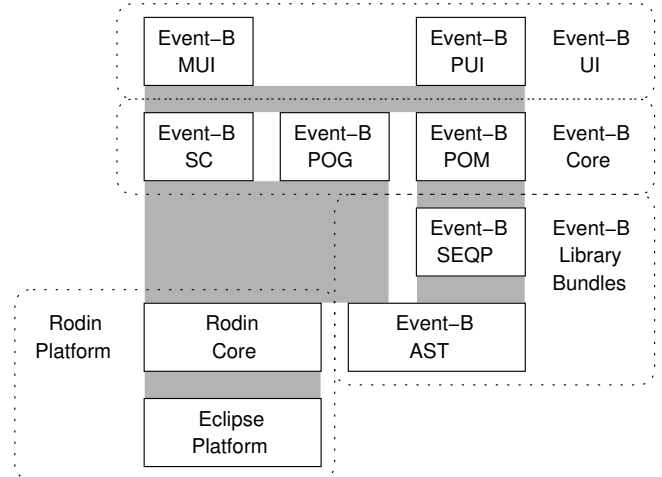 Event–B
MUI
Event–B
PUI
Event–B
UI
Event–B
SC
Event–B
POG
Event–B
POM
Event–B
Core
Event–B
SEQP
Event–B
Library
Bundles
Rodin
Platform
Rodin
Core
Event–B
AST
Eclipse
Platform